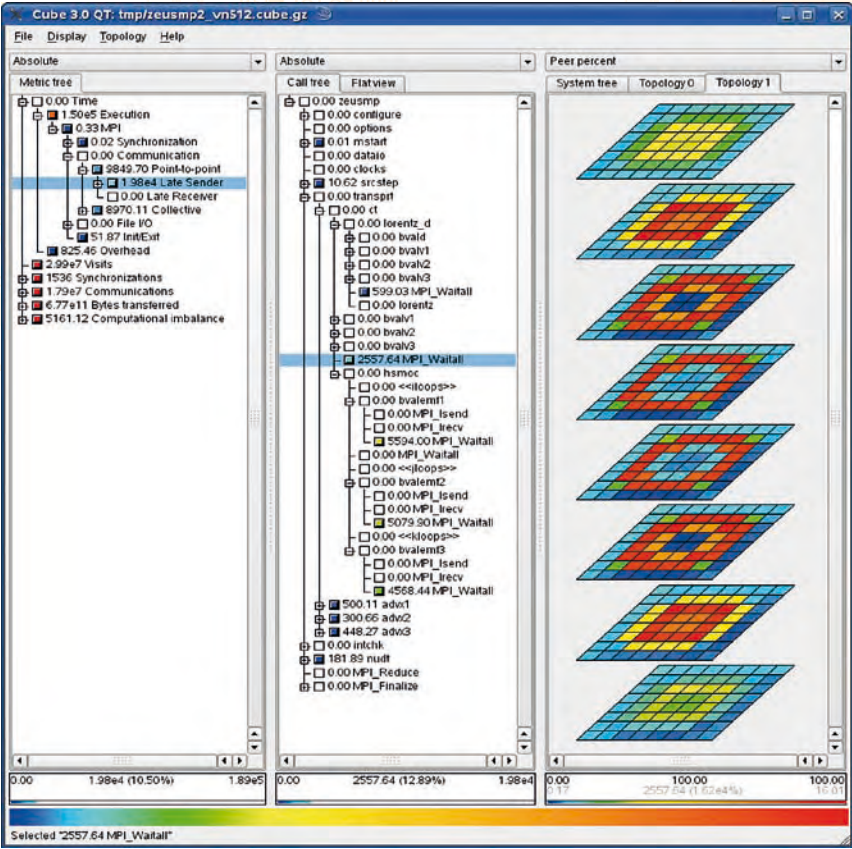 Cube 3.0 QT: tmp/zeusmp2_vn512.cube.gz
File Display Topology Help
Absolute
Metric tree
0.00 Time
1.50e5 Execution
0.33 MPI
0.02 Synchronization
0.00 Communication
9849.70 Point-to-point
1.98e4 Late Sender
0.00 Late Receiver
8970.11 Collective
0.00 File I/O
51.87 Init/Exit
825.46 Overhead
2.99e7 Visits
1536 Synchronizations
1.79e7 Communications
6.77e11 Bytes transferred
5161.12 Computational imbalance
0.00 1.98e4 (10.50%) 1.89e5
Absolute
Call tree Flat view
0.00 zeusmp
0.00 configure
0.00 options
0.01 mstart
0.00 dataio
0.00 clocks
10.62 srcstep
0.00 transprt
0.00 ct
0.00 lorentz_d
0.00 bvald
0.00 bvalv1
0.00 bvalv2
0.00 bvalv3
599.03 MPI_Waitall
0.00 lorentz
0.00 bvalv1
0.00 bvalv2
0.00 bvalv3
2557.64 MPI_Waitall
0.00 hsmoc
0.00 <<iloops>>
0.00 bvalemf1
0.00 MPI_Isend
0.00 MPI_Irecv
5594.00 MPI_Waitall
0.00 MPI_Waitall
0.00 <<jloops>>
0.00 bvalemf2
0.00 MPI_Isend
0.00 MPI_Irecv
5079.90 MPI_Waitall
0.00 <<kloops>>
0.00 bvalemf3
0.00 MPI_Isend
0.00 MPI_Irecv
4568.44 MPI_Waitall
500.11 advx1
300.66 advx2
448.27 advx3
0.00 intchk
181.89 nudt
0.00 MPI_Reduce
0.00 MPI_Finalize
0.00 2557.64 (12.89%) 1.98e4
Peer percent
System tree Topology 0 Topology 1
0.00 100.00 100.00
0.17 2557.64 (1.62e4%) 16.01
Selected "2557.64 MPI_Waitall"